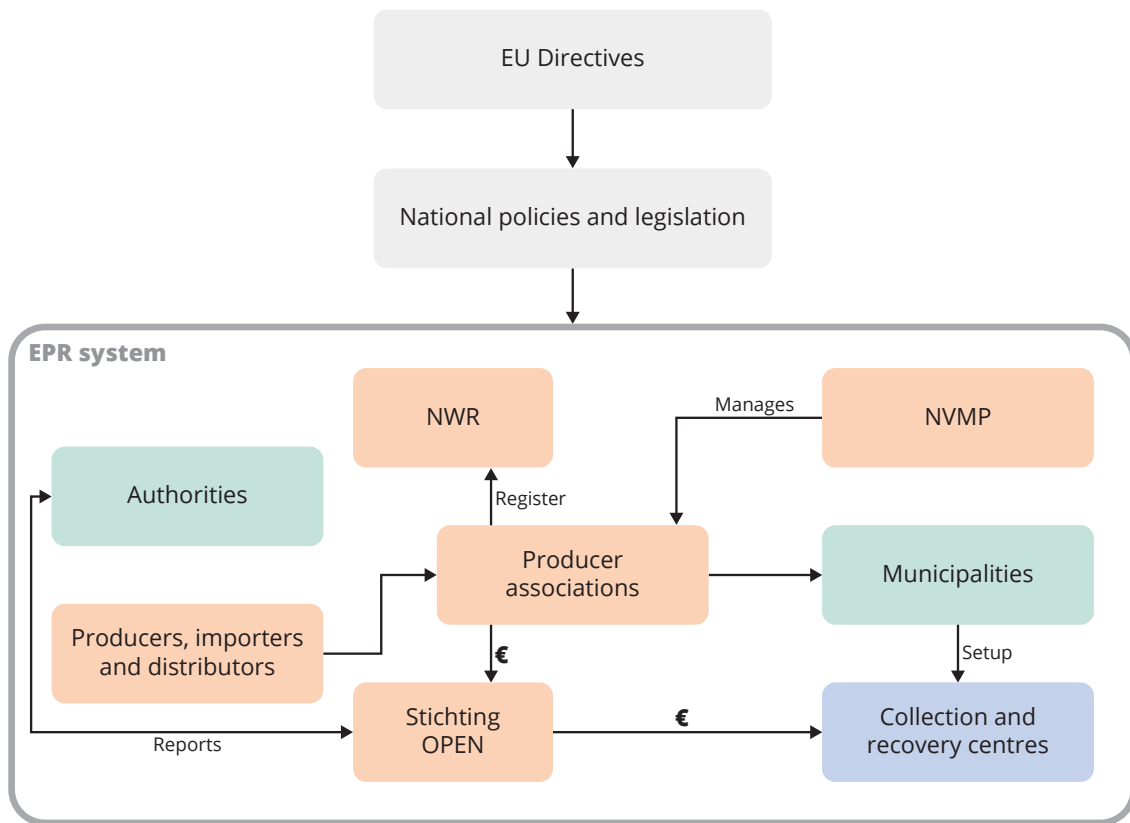 EU Directives
National policies and legislation
EPR system
NWR
Manages
NVMP
Authorities
Register
Producer
associations
Municipalities
Producers, importers
and distributors
€
Setup
Stichting
OPEN
€
Collection and
recovery centres
Reports